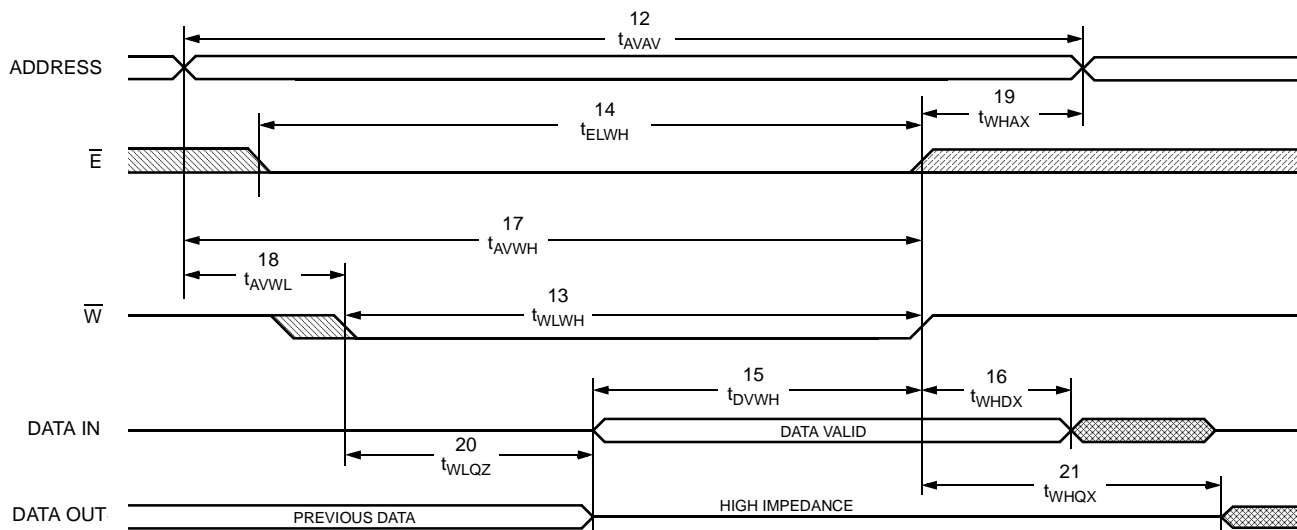 12
tAVAV
ADDRESS
14
tELWH
19
tWHAX
E
17
tAVWH
18
tAVWL
W
13
tWLWH
15
tDVWH
16
tWHDX
DATA IN
DATA VALID
20
tWLQZ
21
tWHQX
DATA OUT
PREVIOUS DATA
HIGH IMPEDANCE